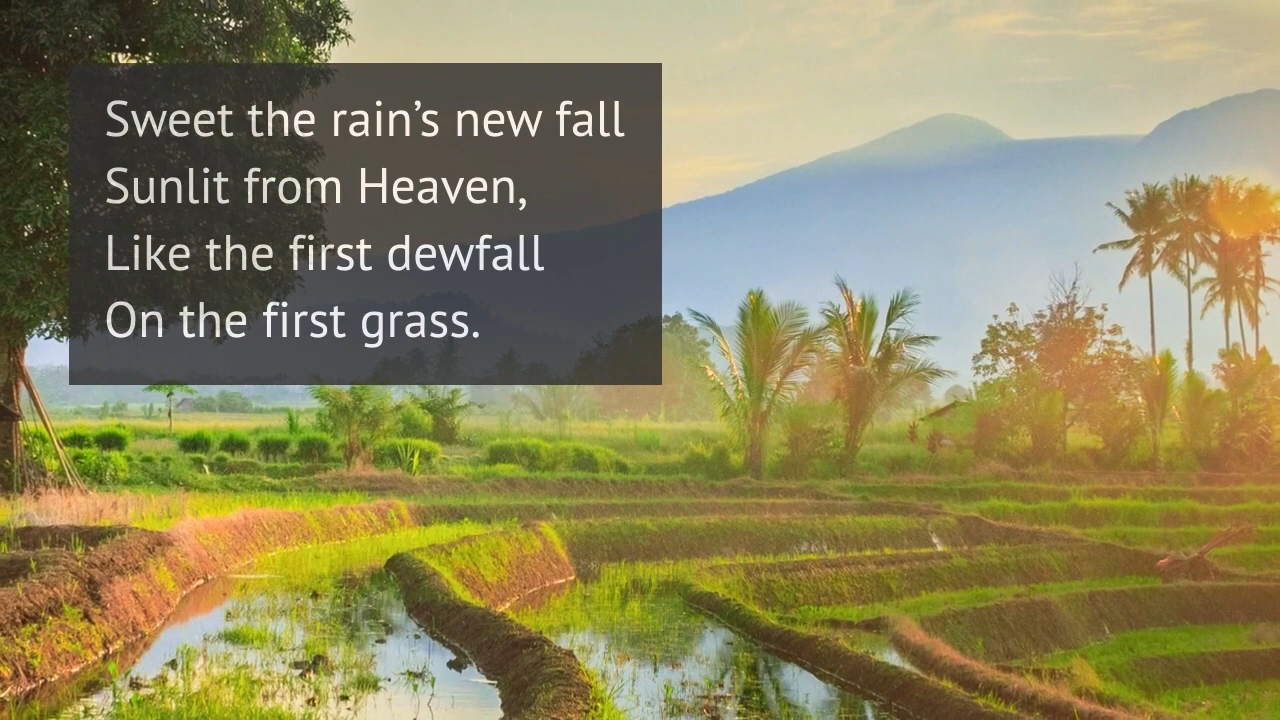 Sweet the rain’s new fall
Sunlit from Heaven,
Like the first dewfall
On the first grass.